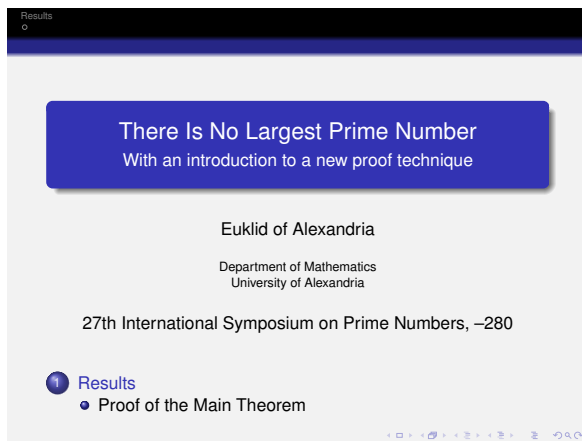 Results
There Is No Largest Prime Number
With an introduction to a new proof technique
Euklid of Alexandria
Department of Mathematics
University of Alexandria
27th International Symposium on Prime Numbers, –280
1 Results
Proof of the Main Theorem